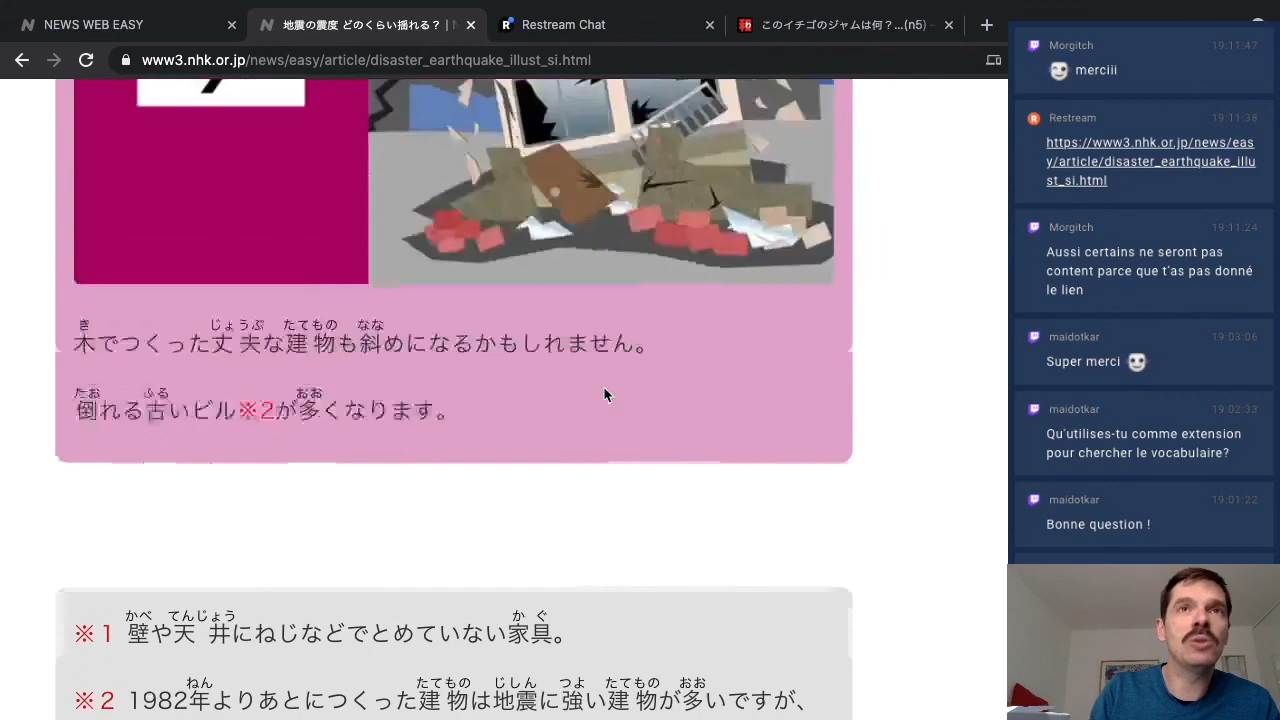 NEWS WEB EASY
地震の震度 どのくらい揺れる？ | N
Restream Chat
このイチゴのジャムは何？...(n5) –
www3.nhk.or.jp/news/easy/article/disaster_earthquake_illust_si.html
き じょうぶ たてもの なな
木でつくった丈夫な建物も斜めになるかもしれません。
たお ふる おお
倒れる古いビル※2が多くなります。
かべ てんじょう かぐ
※1 壁や天井にねじなどでとめていない家具。
ねん たてもの じしん つよ たてもの おお
※2 1982年よりあとにつくった建物は地震に強い建物が多いですが、
Morgitch 19:11:47
merciii
Restream 19:11:38
https://www3.nhk.or.jp/news/eas
y/article/disaster_earthquake_illu
st_si.html
Morgitch 19:11:24
Aussi certains ne seront pas
content parce que t'as pas donné
le lien
maidotkar 19:03:06
Super merci
maidotkar 19:02:33
Qu'utilises-tu comme extension
pour chercher le vocabulaire?
maidotkar 19:01:22
Bonne question !